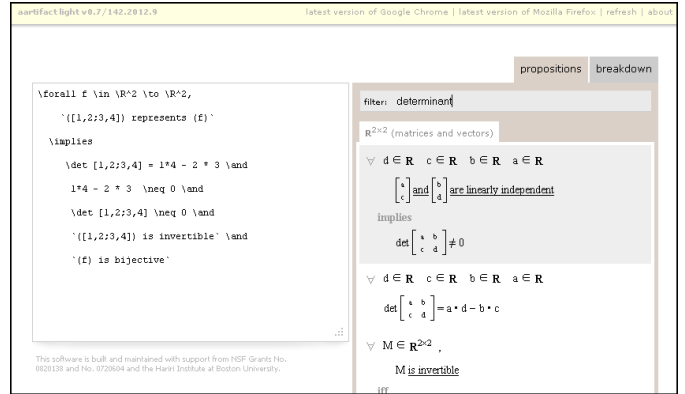 aartifact light v0.7/142.2012.9 latest version of Google Chrome | latest version of Mozilla Firefox | refresh | about
propositions breakdown
\forall f \in \R^2 \to \R^2,
`([1,2;3,4]) represents (f)`
\implies
\det [1,2;3,4] = 1*4 - 2 * 3 \and
1*4 - 2 * 3 \neq 0 \and
\det [1,2;3,4] \neq 0 \and
`([1,2;3,4]) is invertible` \and
`(f) is bijective`
This software is built and maintained with support from NSF Grants No.
0820138 and No. 0720604 and the Hariri Institute at Boston University.
filter: determinant
R^2×2 (matrices and vectors)
∀ d ∈ R c ∈ R b ∈ R a ∈ R
[a; c] and [b; d] are linearly independent
implies
det [a b; c d] ≠ 0
∀ d ∈ R c ∈ R b ∈ R a ∈ R
det [a b; c d] = a • d − b • c
∀ M ∈ R^2×2 ,
M is invertible
iff